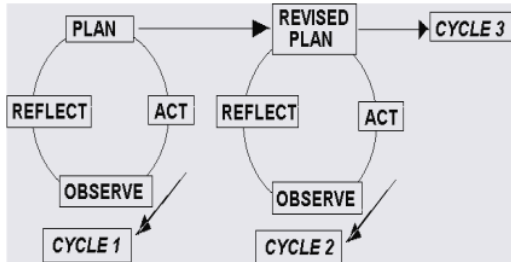 PLAN
REVISED
PLAN
CYCLE 3
REFLECT
ACT
REFLECT
ACT
OBSERVE
OBSERVE
CYCLE 1
CYCLE 2